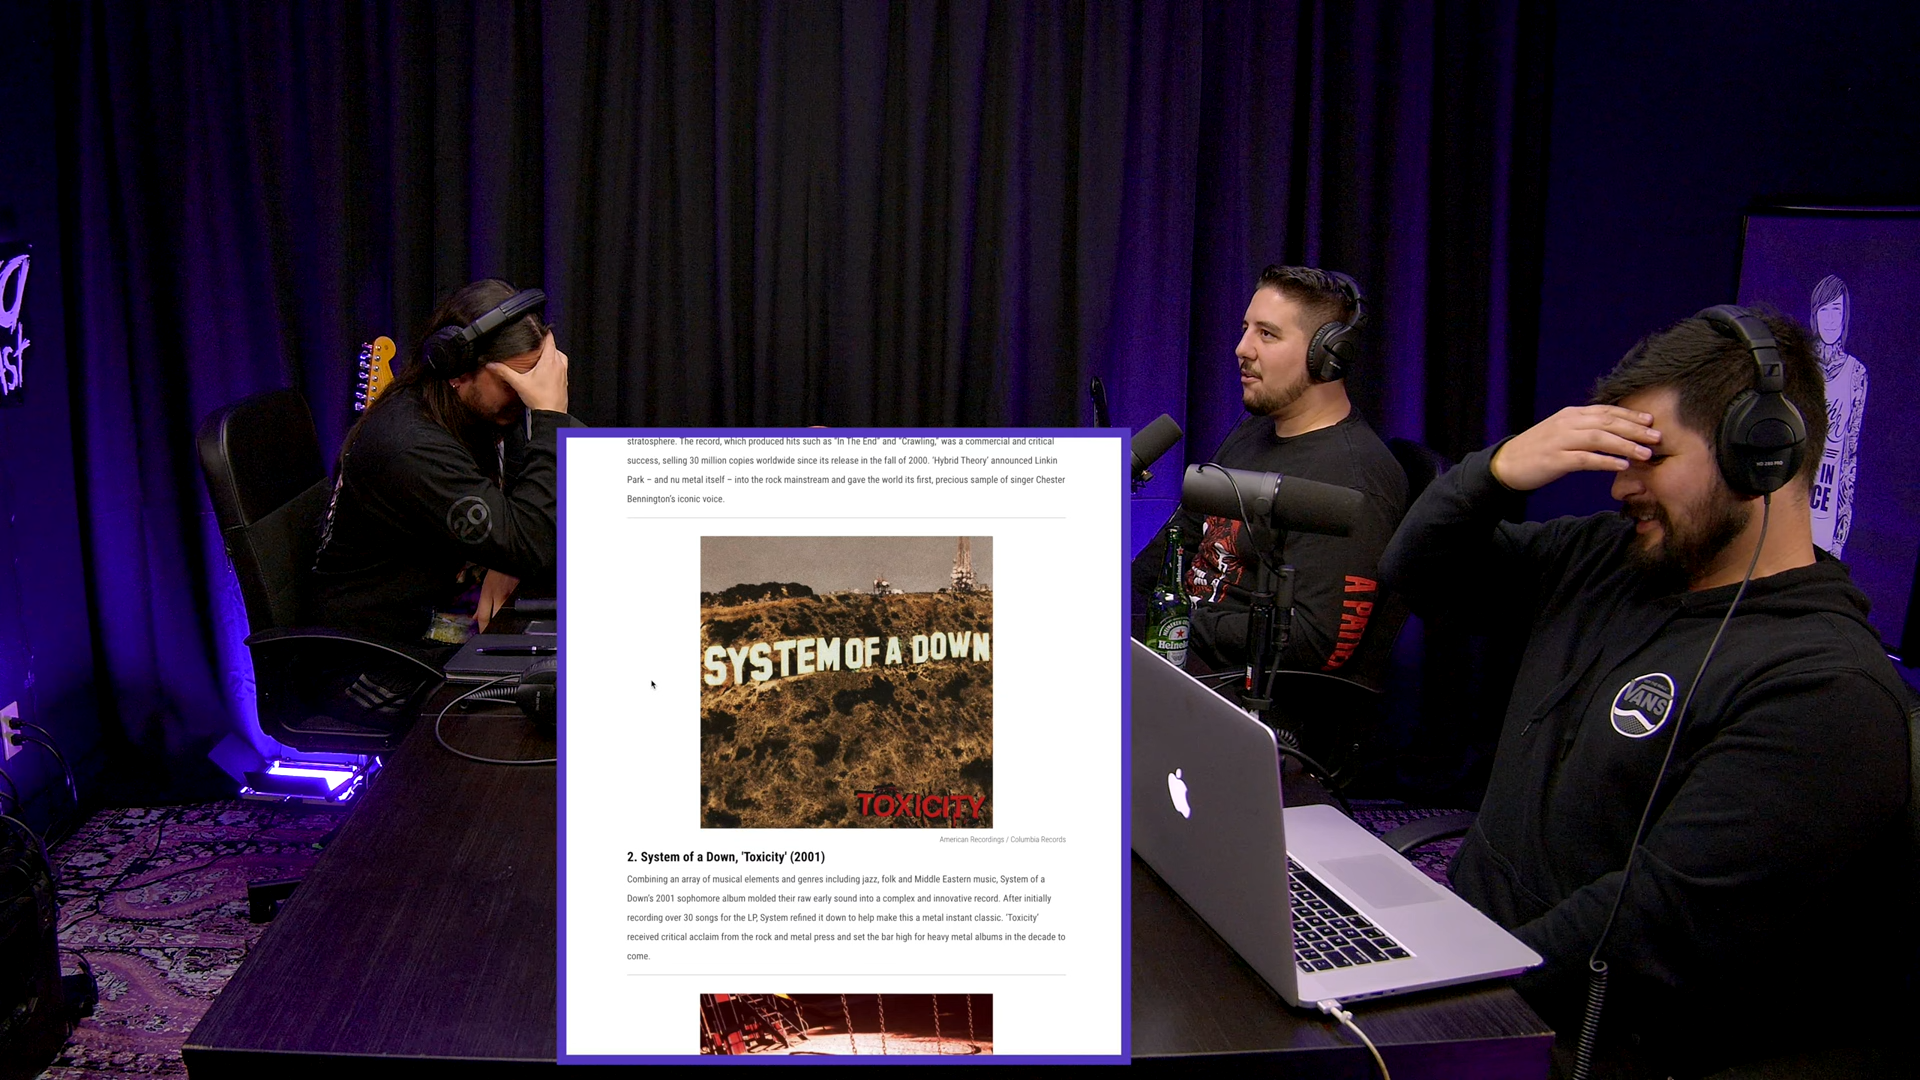 stratosphere. The record, which produced hits such as "In The End" and "Crawling," was a commercial and critical
success, selling 30 million copies worldwide since its release in the fall of 2000. 'Hybrid Theory' announced Linkin
Park – and nu metal itself – into the rock mainstream and gave the world its first, precious sample of singer Chester
Bennington's iconic voice.
SYSTEM OF A DOWN
TOXICITY
American Recordings / Columbia Records
2. System of a Down, 'Toxicity' (2001)
Combining an array of musical elements and genres including jazz, folk and Middle Eastern music, System of a
Down's 2001 sophomore album molded their raw early sound into a complex and innovative record. After initially
recording over 30 songs for the LP, System refined it down to help make this a metal instant classic. 'Toxicity'
received critical acclaim from the rock and metal press and set the bar high for heavy metal albums in the decade to
come.
Heineken
VANS
HD 280 PRO
20
IN